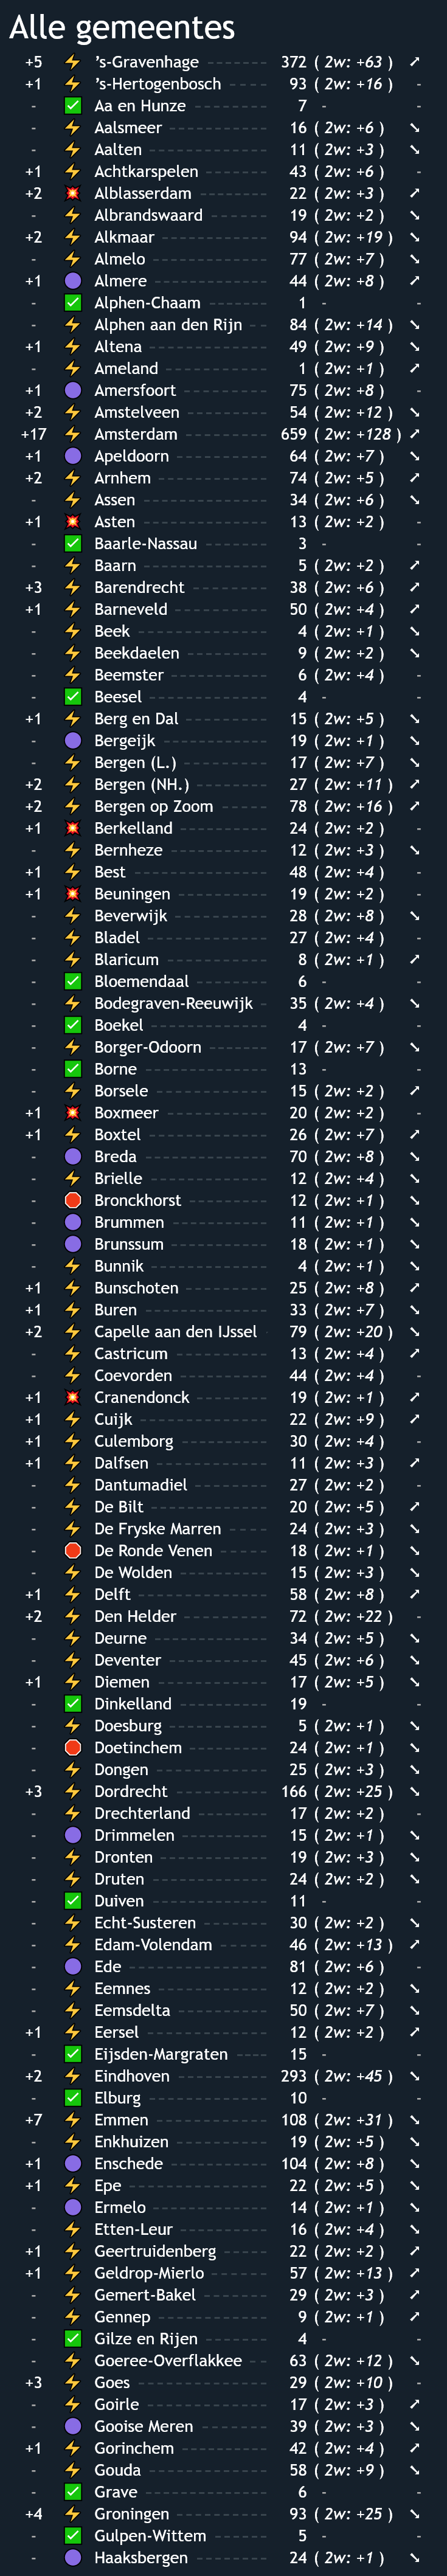 Alle gemeentes
+5 ⚡ 's-Gravenhage 372 ( 2w: +63) ➚
+1 ⚡ 's-Hertogenbosch 93 ( 2w: +16 ) -
- ✅ Aa en Hunze 7 - -
- ⚡ Aalsmeer 16 ( 2w: +6 ) ➘
- ⚡ Aalten 11 ( 2w: +3 ) ➘
+1 ⚡ Achtkarspelen 43 ( 2w: +6 ) -
+2 💥 Alblasserdam 22 ( 2w: +3 ) ➚
- ⚡ Albrandswaard 19 ( 2w: +2 ) ➘
+2 ⚡ Alkmaar 94 ( 2w: +19 ) ➘
- ⚡ Almelo 77 ( 2w: +7 ) ➘
+1 🟣 Almere 44 ( 2w: +8 ) ➚
- ✅ Alphen-Chaam 1 - -
- ⚡ Alphen aan den Rijn 84 ( 2w: +14 ) ➘
+1 ⚡ Altena 49 ( 2w: +9 ) ➘
- ⚡ Ameland 1 ( 2w: +1 ) ➚
+1 🟣 Amersfoort 75 ( 2w: +8 ) -
+2 ⚡ Amstelveen 54 ( 2w: +12 ) ➘
+17 ⚡ Amsterdam 659 ( 2w: +128 ) ➚
+1 🟣 Apeldoorn 64 ( 2w: +7 ) ➘
+2 ⚡ Arnhem 74 ( 2w: +5 ) ➚
- ⚡ Assen 34 ( 2w: +6 ) ➘
+1 💥 Asten 13 ( 2w: +2 ) -
- ✅ Baarle-Nassau 3 - -
- ⚡ Baarn 5 ( 2w: +2 ) ➚
+3 ⚡ Barendrecht 38 ( 2w: +6 ) ➚
+1 ⚡ Barneveld 50 ( 2w: +4 ) ➚
- ⚡ Beek 4 ( 2w: +1 ) ➘
- ⚡ Beekdaelen 9 ( 2w: +2 ) ➘
- ⚡ Beemster 6 ( 2w: +4 ) -
- ✅ Beesel 4 - -
+1 ⚡ Berg en Dal 15 ( 2w: +5 ) ➘
- 🟣 Bergeijk 19 ( 2w: +1 ) ➘
- ⚡ Bergen (L.) 17 ( 2w: +7 ) ➘
+2 ⚡ Bergen (NH.) 27 ( 2w: +11 ) ➚
+2 ⚡ Bergen op Zoom 78 ( 2w: +16 ) ➚
+1 💥 Berkelland 24 ( 2w: +2 ) -
- ⚡ Bernheze 12 ( 2w: +3 ) ➘
+1 ⚡ Best 48 ( 2w: +4 ) -
+1 💥 Beuningen 19 ( 2w: +2 ) -
- ⚡ Beverwijk 28 ( 2w: +8 ) ➘
- ⚡ Bladel 27 ( 2w: +4 ) -
- ⚡ Blaricum 8 ( 2w: +1 ) ➚
- ✅ Bloemendaal 6 - -
- ⚡ Bodegraven-Reeuwijk 35 ( 2w: +4 ) ➘
- ✅ Boekel 4 - -
- ⚡ Borger-Odoorn 17 ( 2w: +7 ) ➘
- ✅ Borne 13 - -
- ⚡ Borsele 15 ( 2w: +2 ) ➚
+1 💥 Boxmeer 20 ( 2w: +2 ) -
+1 ⚡ Boxtel 26 ( 2w: +7 ) ➚
- 🟣 Breda 70 ( 2w: +8 ) ➘
- ⚡ Brielle 12 ( 2w: +4 ) ➘
- 🛑 Bronckhorst 12 ( 2w: +1 ) ➘
- 🟣 Brummen 11 ( 2w: +1 ) ➘
- 🟣 Brunssum 18 ( 2w: +1 ) ➘
- ⚡ Bunnik 4 ( 2w: +1 ) ➘
+1 ⚡ Bunschoten 25 ( 2w: +8 ) ➚
+1 ⚡ Buren 33 ( 2w: +7 ) ➘
+2 ⚡ Capelle aan den IJssel 79 ( 2w: +20 ) ➘
- ⚡ Castricum 13 ( 2w: +4 ) ➚
- ⚡ Coevorden 44 ( 2w: +4 ) -
+1 💥 Cranendonck 19 ( 2w: +1 ) ➚
+1 ⚡ Cuijk 22 ( 2w: +9 ) ➚
+1 ⚡ Culemborg 30 ( 2w: +4 ) -
+1 ⚡ Dalfsen 11 ( 2w: +3 ) ➚
- ⚡ Dantumadiel 27 ( 2w: +2 ) -
- ⚡ De Bilt 20 ( 2w: +5 ) ➚
- ⚡ De Fryske Marren 24 ( 2w: +3 ) ➘
- 🛑 De Ronde Venen 18 ( 2w: +1 ) ➘
- ⚡ De Wolden 15 ( 2w: +3 ) ➘
+1 ⚡ Delft 58 ( 2w: +8 ) ➚
+2 ⚡ Den Helder 72 ( 2w: +22 ) -
- ⚡ Deurne 34 ( 2w: +5 ) ➘
- ⚡ Deventer 45 ( 2w: +6 ) ➘
+1 ⚡ Diemen 17 ( 2w: +5 ) ➘
- ✅ Dinkelland 19 - -
- ⚡ Doesburg 5 ( 2w: +1 ) ➘
- 🛑 Doetinchem 24 ( 2w: +1 ) ➘
- ⚡ Dongen 25 ( 2w: +3 ) ➘
+3 ⚡ Dordrecht 166 ( 2w: +25 ) ➘
- ⚡ Drechterland 17 ( 2w: +2 ) -
- 🟣 Drimmelen 15 ( 2w: +1 ) ➘
- ⚡ Dronten 19 ( 2w: +3 ) ➘
- ⚡ Druten 24 ( 2w: +2 ) ➘
- ✅ Duiven 11 - -
- ⚡ Echt-Susteren 30 ( 2w: +2 ) ➘
- ⚡ Edam-Volendam 46 ( 2w: +13 ) ➚
- 🟣 Ede 81 ( 2w: +6 ) -
- ⚡ Eemnes 12 ( 2w: +2 ) ➘
- ⚡ Eemsdelta 50 ( 2w: +7 ) ➘
+1 ⚡ Eersel 12 ( 2w: +2 ) ➚
- ✅ Eijsden-Margraten 15 - -
+2 ⚡ Eindhoven 293 ( 2w: +45 ) ➘
- ✅ Elburg 10 - -
+7 ⚡ Emmen 108 ( 2w: +31 ) ➘
- ⚡ Enkhuizen 19 ( 2w: +5 ) ➘
+1 🟣 Enschede 104 ( 2w: +8 ) ➘
+1 ⚡ Epe 22 ( 2w: +5 ) ➘
- 🟣 Ermelo 14 ( 2w: +1 ) ➘
- ⚡ Etten-Leur 16 ( 2w: +4 ) ➘
+1 ⚡ Geertruidenberg 22 ( 2w: +2 ) ➚
+1 ⚡ Geldrop-Mierlo 57 ( 2w: +13 ) ➚
- ⚡ Gemert-Bakel 29 ( 2w: +3 ) ➚
- ⚡ Gennep 9 ( 2w: +1 ) ➚
- ✅ Gilze en Rijen 4 - -
- ⚡ Goeree-Overflakkee 63 ( 2w: +12 ) ➘
+3 ⚡ Goes 29 ( 2w: +10 ) -
- ⚡ Goirle 17 ( 2w: +3 ) ➚
- 🟣 Gooise Meren 39 ( 2w: +3 ) ➘
+1 ⚡ Gorinchem 42 ( 2w: +4 ) ➚
- ⚡ Gouda 58 ( 2w: +9 ) ➘
- ✅ Grave 6 - -
+4 ⚡ Groningen 93 ( 2w: +25 ) ➘
- ✅ Gulpen-Wittem 5 - -
- 🟣 Haaksbergen 24 ( 2w: +1 ) ➘